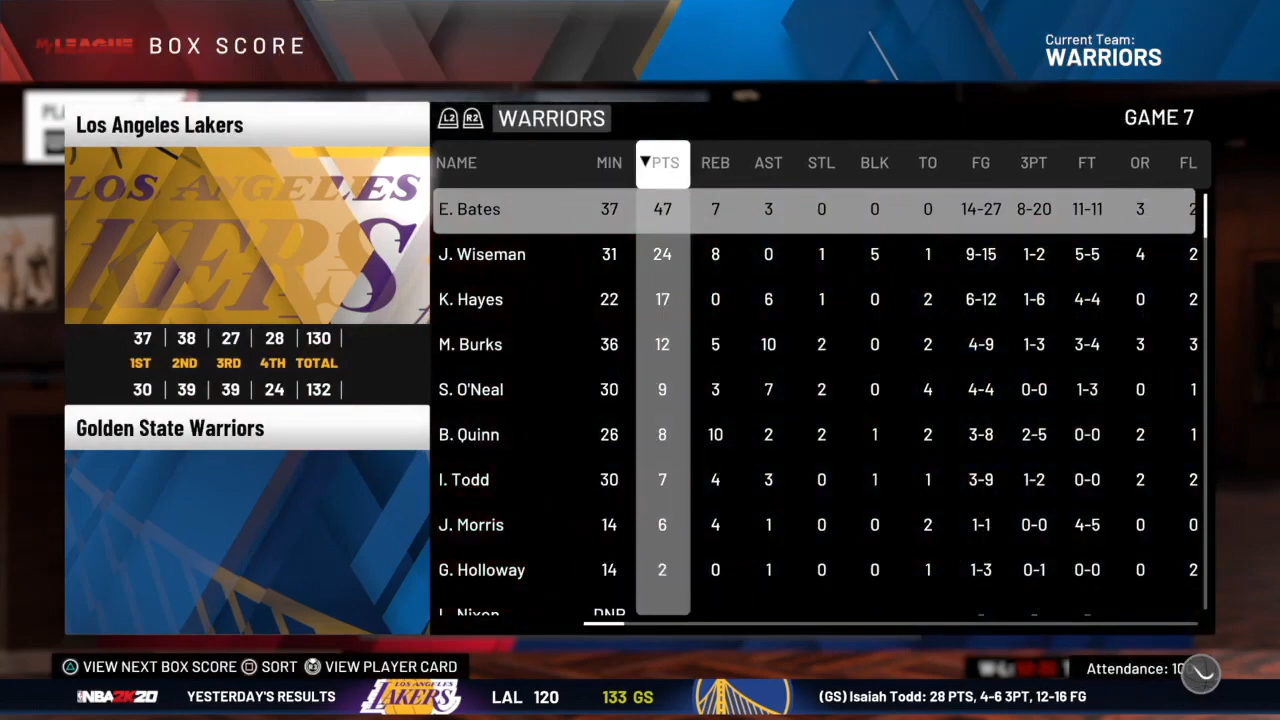 MyLEAGUE BOX SCORE
Current Team:
WARRIORS
Los Angeles Lakers
LOS ANGELES
LAKERS
37 38 27 28 130
1ST 2ND 3RD 4TH TOTAL
30 39 39 24 132
Golden State Warriors
L2 R2 WARRIORS GAME 7
NAME MIN ▼PTS REB AST STL BLK TO FG 3PT FT OR FL
E. Bates 37 47 7 3 0 0 0 14-27 8-20 11-11 3 2
J. Wiseman 31 24 8 0 1 5 1 9-15 1-2 5-5 4 2
K. Hayes 22 17 0 6 1 0 2 6-12 1-6 4-4 0 2
M. Burks 36 12 5 10 2 0 2 4-9 1-3 3-4 3 3
S. O'Neal 30 9 3 7 2 0 4 4-4 0-0 1-3 0 1
B. Quinn 26 8 10 2 2 1 2 3-8 2-5 0-0 2 1
I. Todd 30 7 4 3 0 1 1 3-9 1-2 0-0 2 2
J. Morris 14 6 4 1 0 0 2 1-1 0-0 4-5 0 0
G. Holloway 14 2 0 1 0 0 1 1-3 0-1 0-0 0 2
L. Nixon DNP - - -
VIEW NEXT BOX SCORE SORT R3 VIEW PLAYER CARD
Attendance: 10
NBA2K20 YESTERDAY'S RESULTS LOS ANGELES LAKERS LAL 120 133 GS (GS) Isaiah Todd: 28 PTS, 4-6 3PT, 12-16 FG